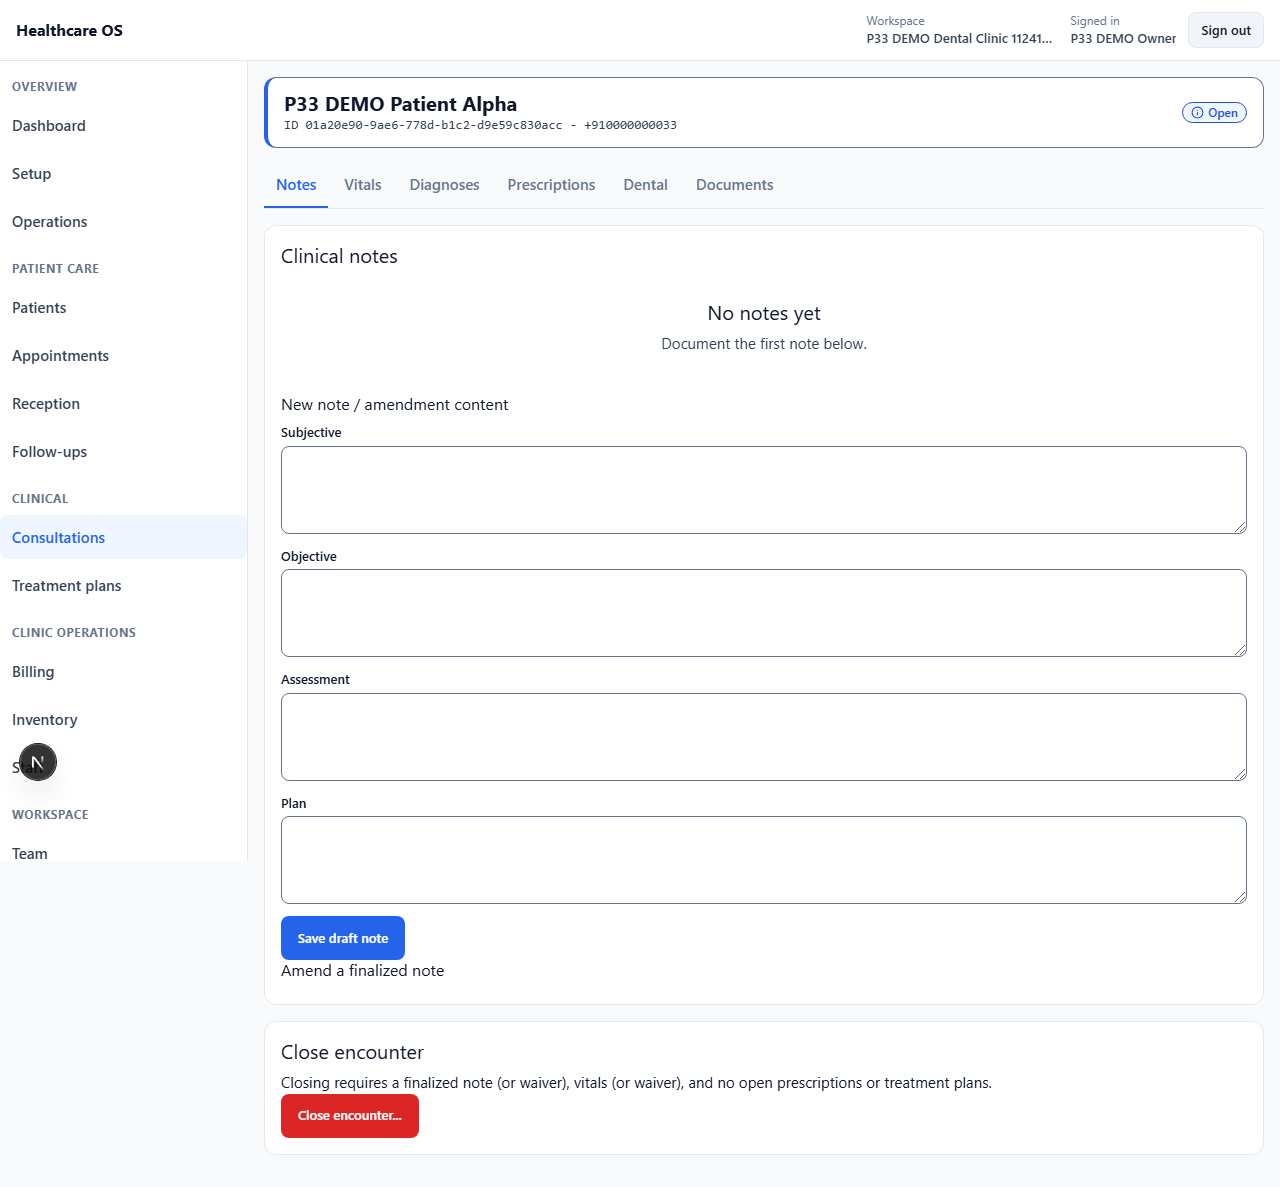 Healthcare OS
Workspace
P33 DEMO Dental Clinic 11241...
Signed in
P33 DEMO Owner
Sign out
OVERVIEW
Dashboard
Setup
Operations
PATIENT CARE
Patients
Appointments
Reception
Follow-ups
CLINICAL
Consultations
Treatment plans
CLINIC OPERATIONS
Billing
Inventory
N
WORKSPACE
Team
P33 DEMO Patient Alpha
ID 01a20e90-9ae6-778d-b1c2-d9e59c830acc - +910000000033
Open
Notes
Vitals
Diagnoses
Prescriptions
Dental
Documents
Clinical notes
No notes yet
Document the first note below.
New note / amendment content
Subjective
Objective
Assessment
Plan
Save draft note
Amend a finalized note
Close encounter
Closing requires a finalized note (or waiver), vitals (or waiver), and no open prescriptions or treatment plans.
Close encounter...